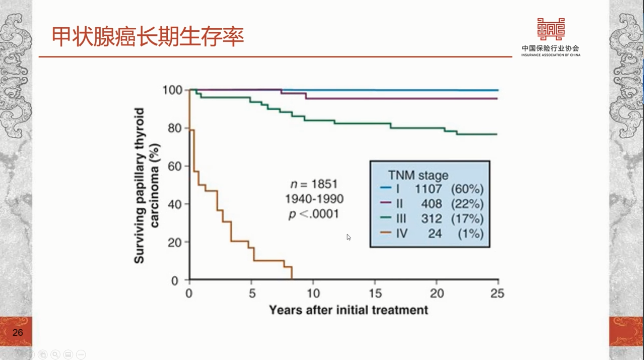 甲状腺癌长期生存率
中国保险行业协会
INSURANCE ASSOCIATION OF CHINA
Surviving papillary thyroid
carcinoma (%)
100
80
60
40
20
0
n = 1851
1940-1990
p <.0001
TNM stage
I 1107 (60%)
II 408 (22%)
III 312 (17%)
IV 24 (1%)
0 5 10 15 20 25
Years after initial treatment
26